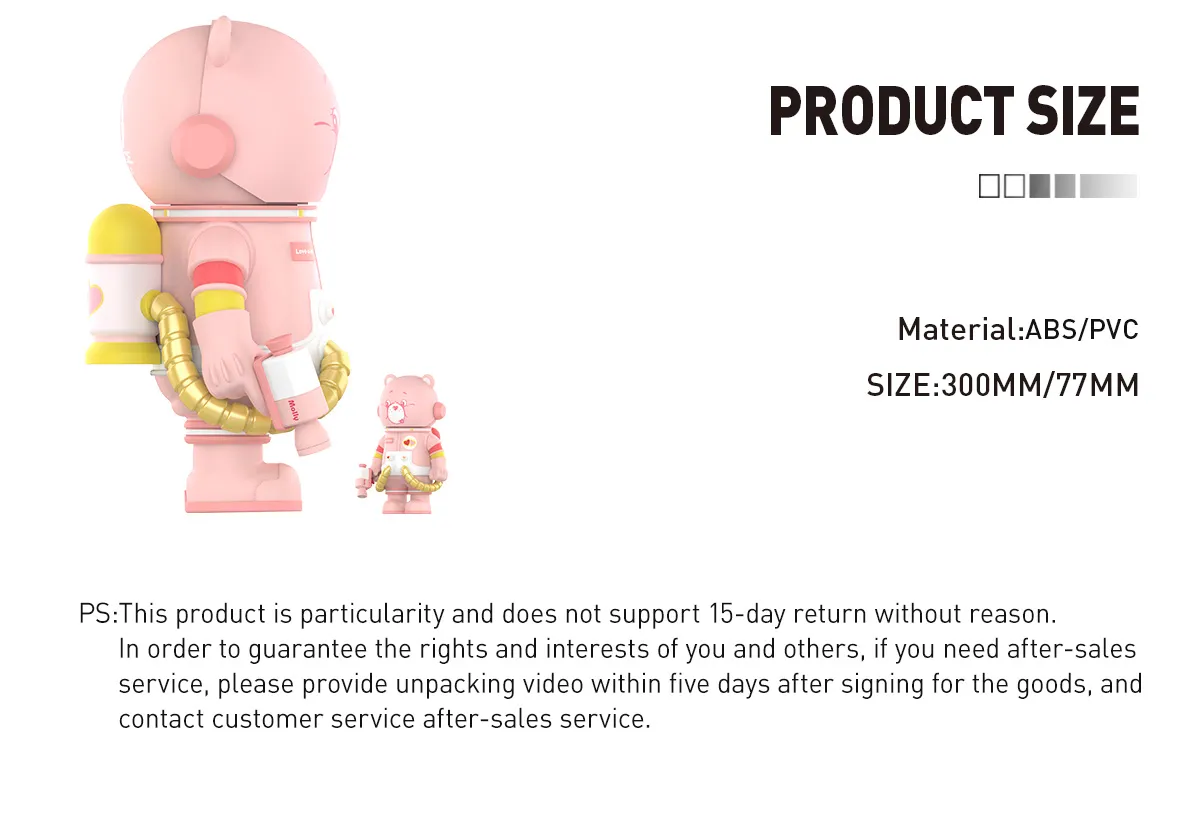 PRODUCT SIZE
Material:ABS/PVC
SIZE:300MM/77MM
Molly
PS:This product is particularity and does not support 15-day return without reason.
In order to guarantee the rights and interests of you and others, if you need after-sales
service, please provide unpacking video within five days after signing for the goods, and
contact customer service after-sales service.